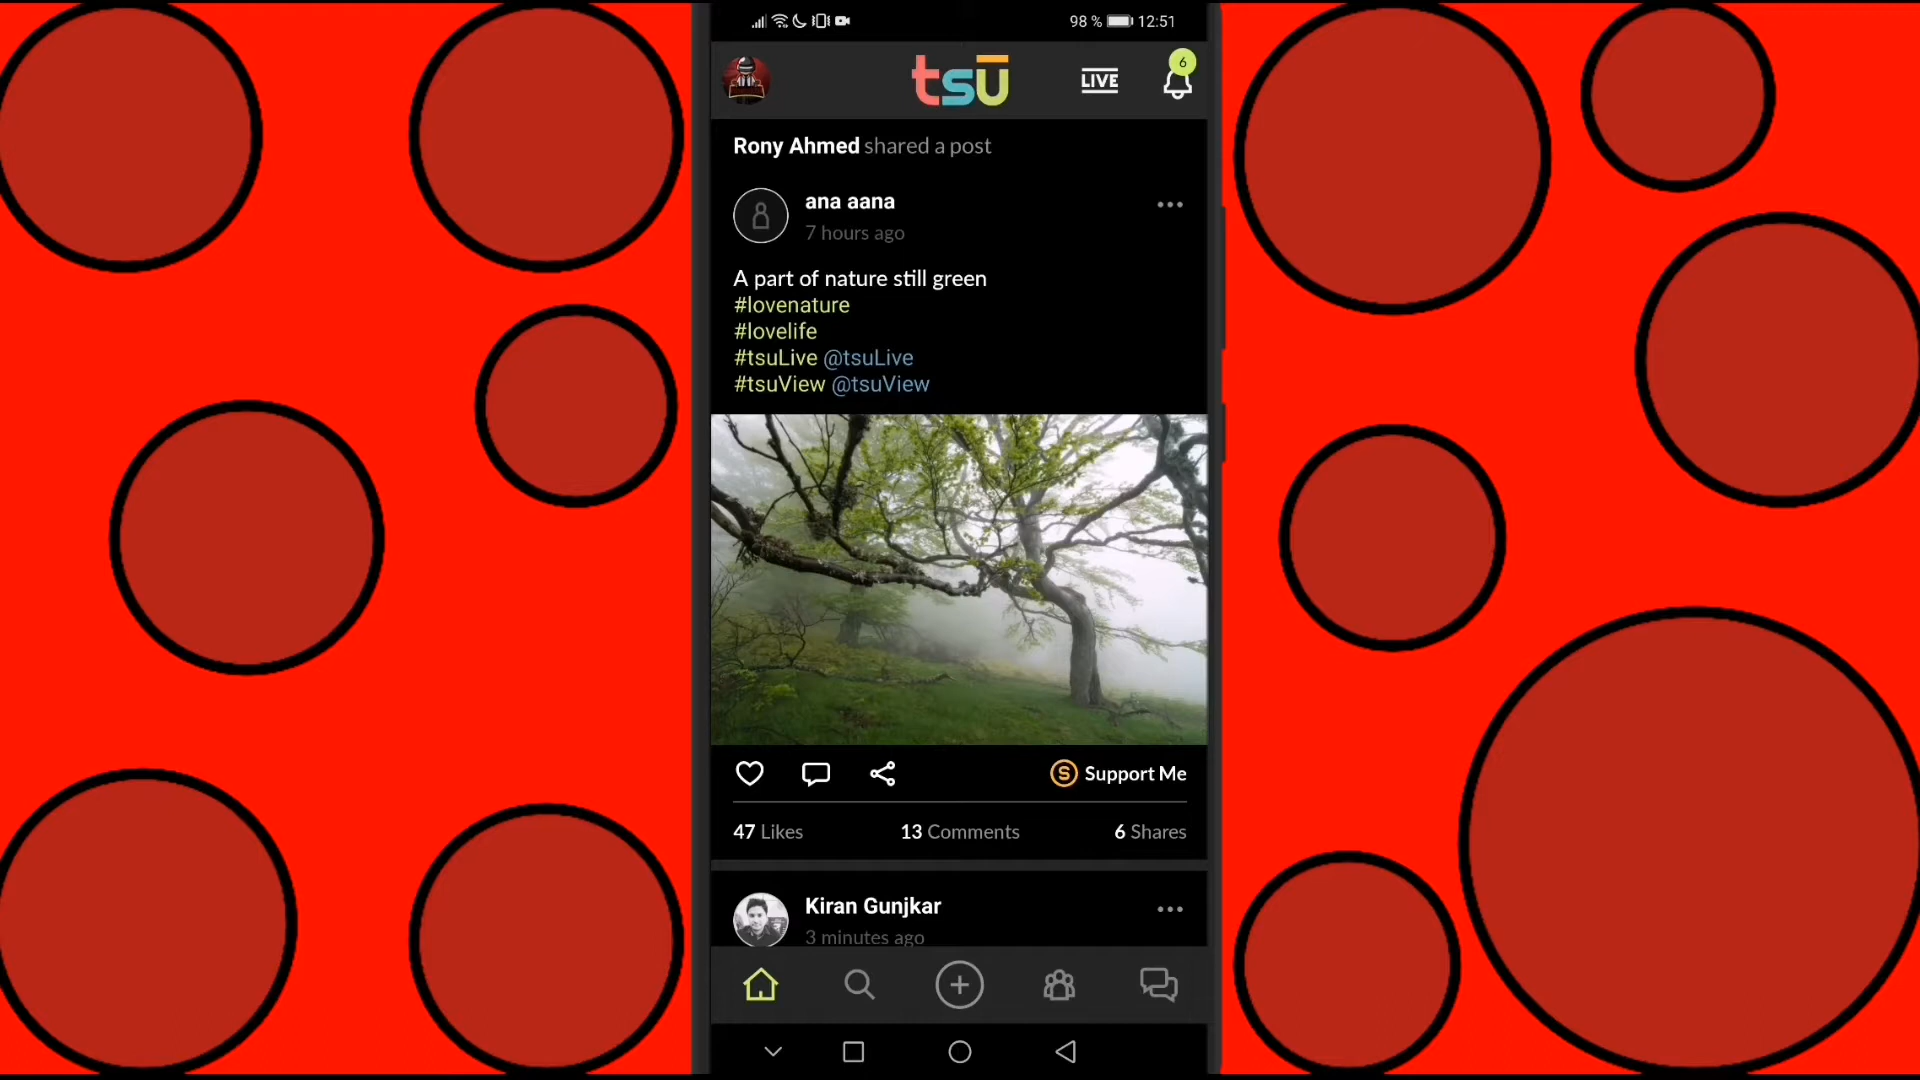 98 % 12:51
tsū LIVE 6
Rony Ahmed shared a post
ana aana
7 hours ago
A part of nature still green
#lovenature
#lovelife
#tsuLive @tsuLive
#tsuView @tsuView
S Support Me
47 Likes 13 Comments 6 Shares
Kiran Gunjkar
3 minutes ago